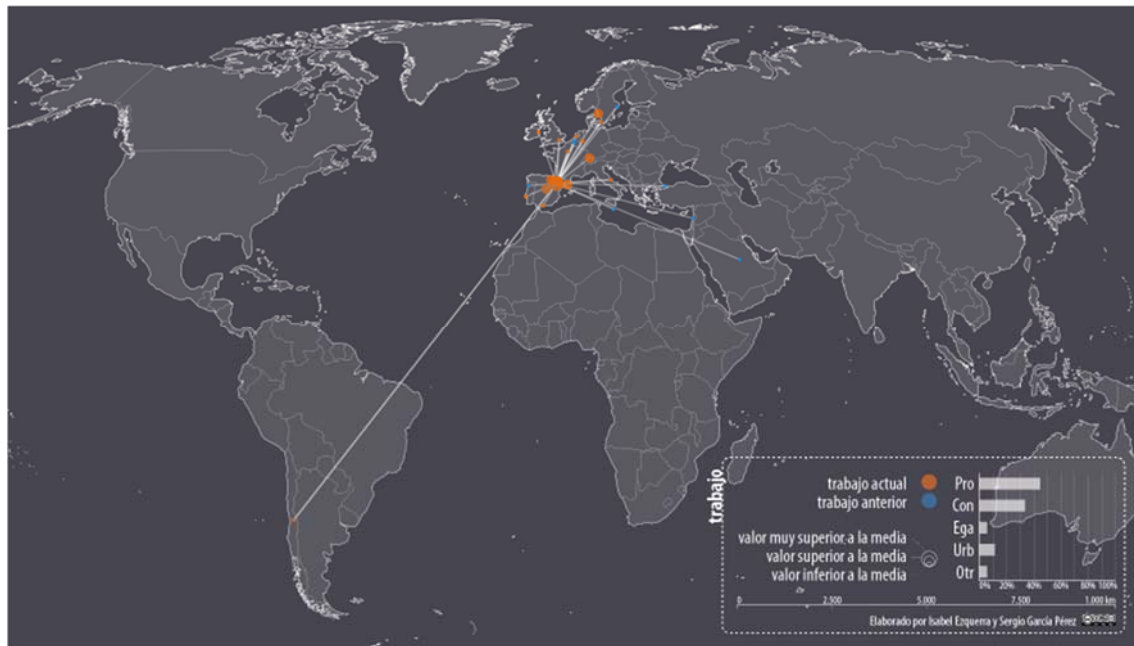 trabajo
trabajo actual
trabajo anterior
valor muy superior a la media
valor superior a la media
valor inferior a la media
Pro
Con
Ega
Urb
Otr
0% 20% 40% 60% 80% 100%
0 2.500 5.000 7.500 1.000 km
Elaborado por Isabel Ezquerra y Sergio García Pérez